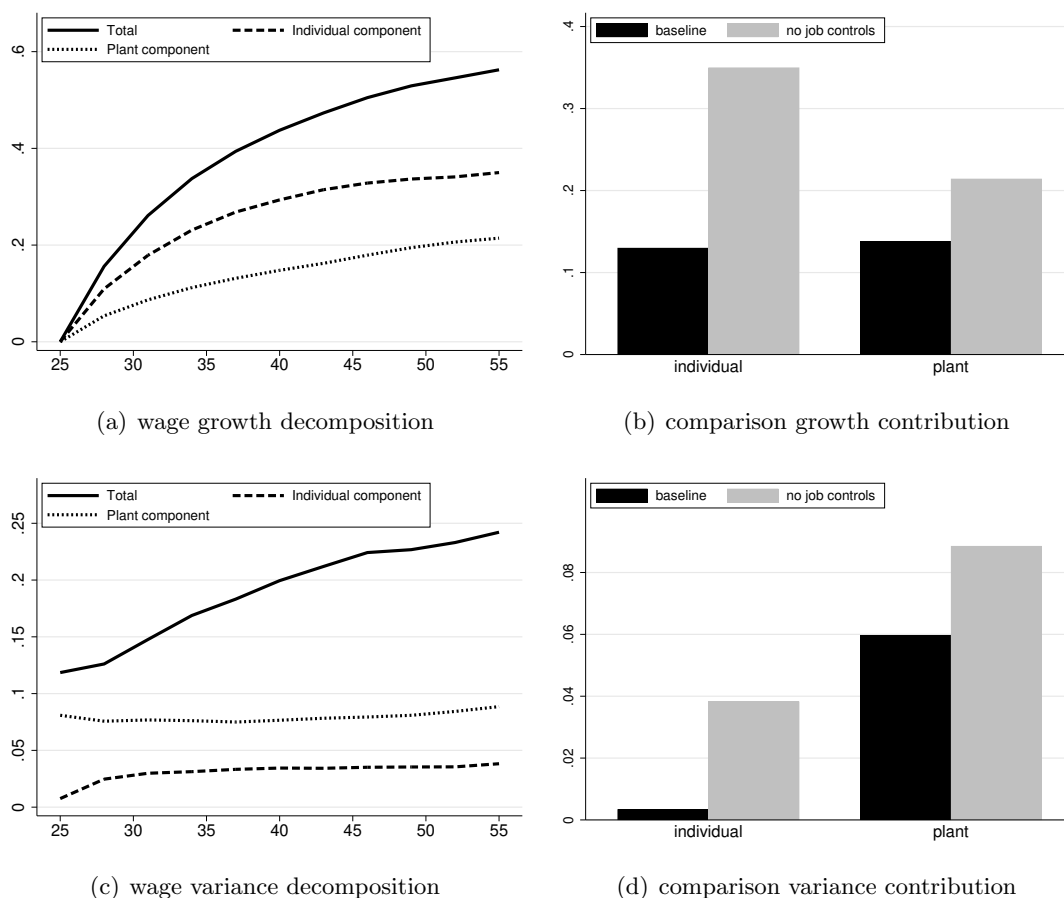 Total
Individual component
Plant component
0
.2
.4
.6
25
30
35
40
45
50
55
(a) wage growth decomposition
baseline
no job controls
0
.1
.2
.3
.4
individual
plant
(b) comparison growth contribution
Total
Individual component
Plant component
0
.05
.1
.15
.2
.25
25
30
35
40
45
50
55
(c) wage variance decomposition
baseline
no job controls
0
.02
.04
.06
.08
individual
plant
(d) comparison variance contribution